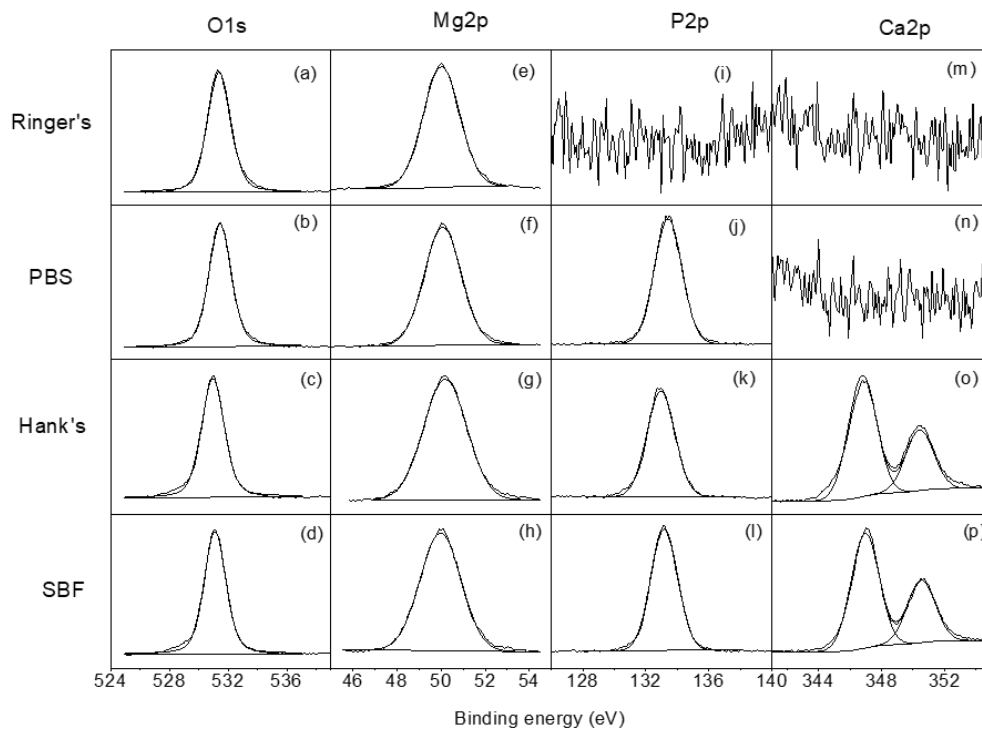 O1s Mg2p P2p Ca2p
Ringer's (a) (e) (i) (m)
PBS (b) (f) (j) (n)
Hank's (c) (g) (k) (o)
SBF (d) (h) (l) (p)
524 528 532 536 46 48 50 52 54 128 132 136 140 344 348 352
Binding energy (eV)